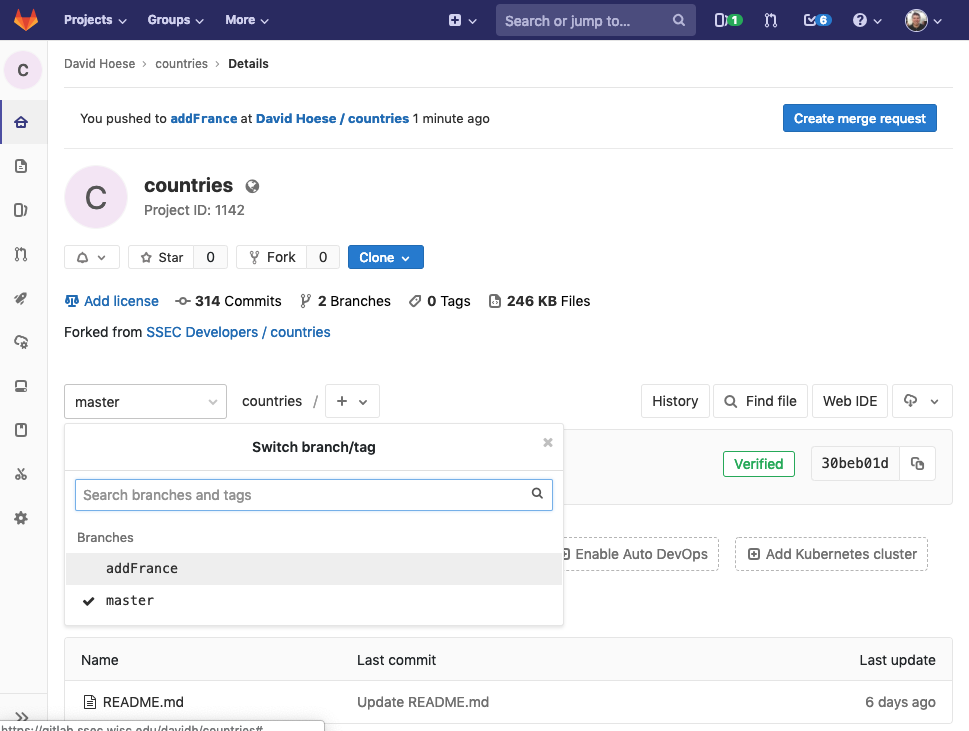 Projects Groups More Search or jump to... 1 6
C
David Hoese › countries › Details
You pushed to addFrance at David Hoese / countries 1 minute ago Create merge request
C
countries
Project ID: 1142
Star 0 Fork 0 Clone
Add license 314 Commits 2 Branches 0 Tags 246 KB Files
Forked from SSEC Developers / countries
master countries / + History Find file Web IDE
Switch branch/tag
Verified 30beb01d
Search branches and tags
Branches
Enable Auto DevOps Add Kubernetes cluster
addFrance
master
Name Last commit Last update
README.md Update README.md 6 days ago
https://gitlab.ssec.wisc.edu/davidh/countries#